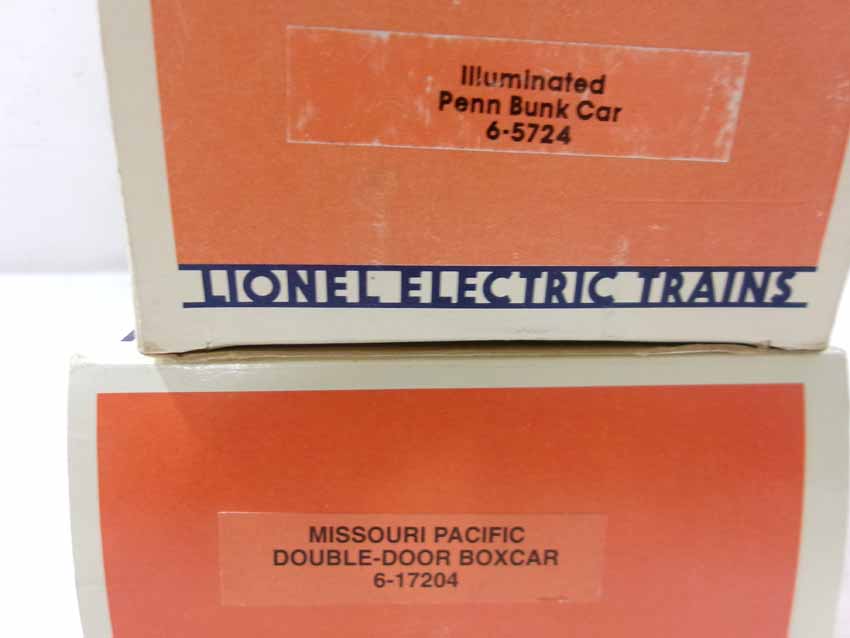 Illuminated
Penn Bunk Car
6-5724
LIONEL ELECTRIC TRAINS
MISSOURI PACIFIC
DOUBLE-DOOR BOXCAR
6-17204